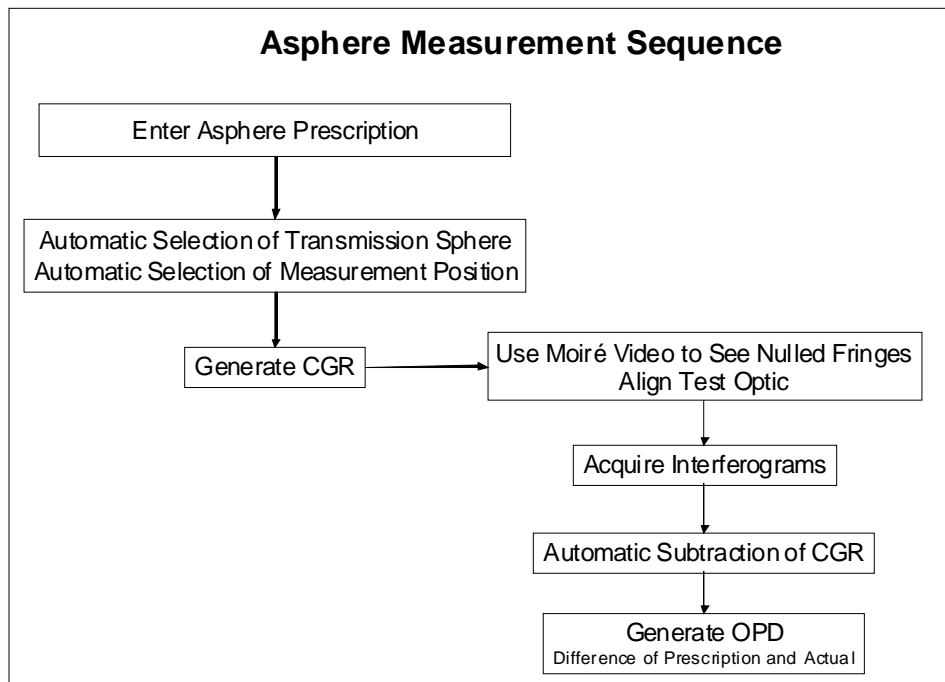 Asphere Measurement Sequence
Enter Asphere Prescription
Automatic Selection of Transmission Sphere
Automatic Selection of Measurement Position
Generate CGR
Use Moiré Video to See Nulled Fringes
Align Test Optic
Acquire Interferograms
Automatic Subtraction of CGR
Generate OPD
Difference of Prescription and Actual